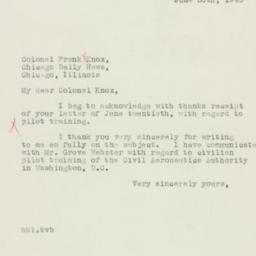 Colonel Frank Knox,
Chicago Daily News,
Chicago, Illinois
My dear Colonel Knox,
I beg to acknowledge with thanks receipt
of your letter of June twentieth, with regard to
pilot training.
I thank you very sincerely for writing
to me so fully on the subject. I have communicate
with Mr. Grove Webster with regard to civilian
pilot training of the Civil Aeronautics Authority
in Washington, D.C.
Very sincerely yours,
hhl.twb